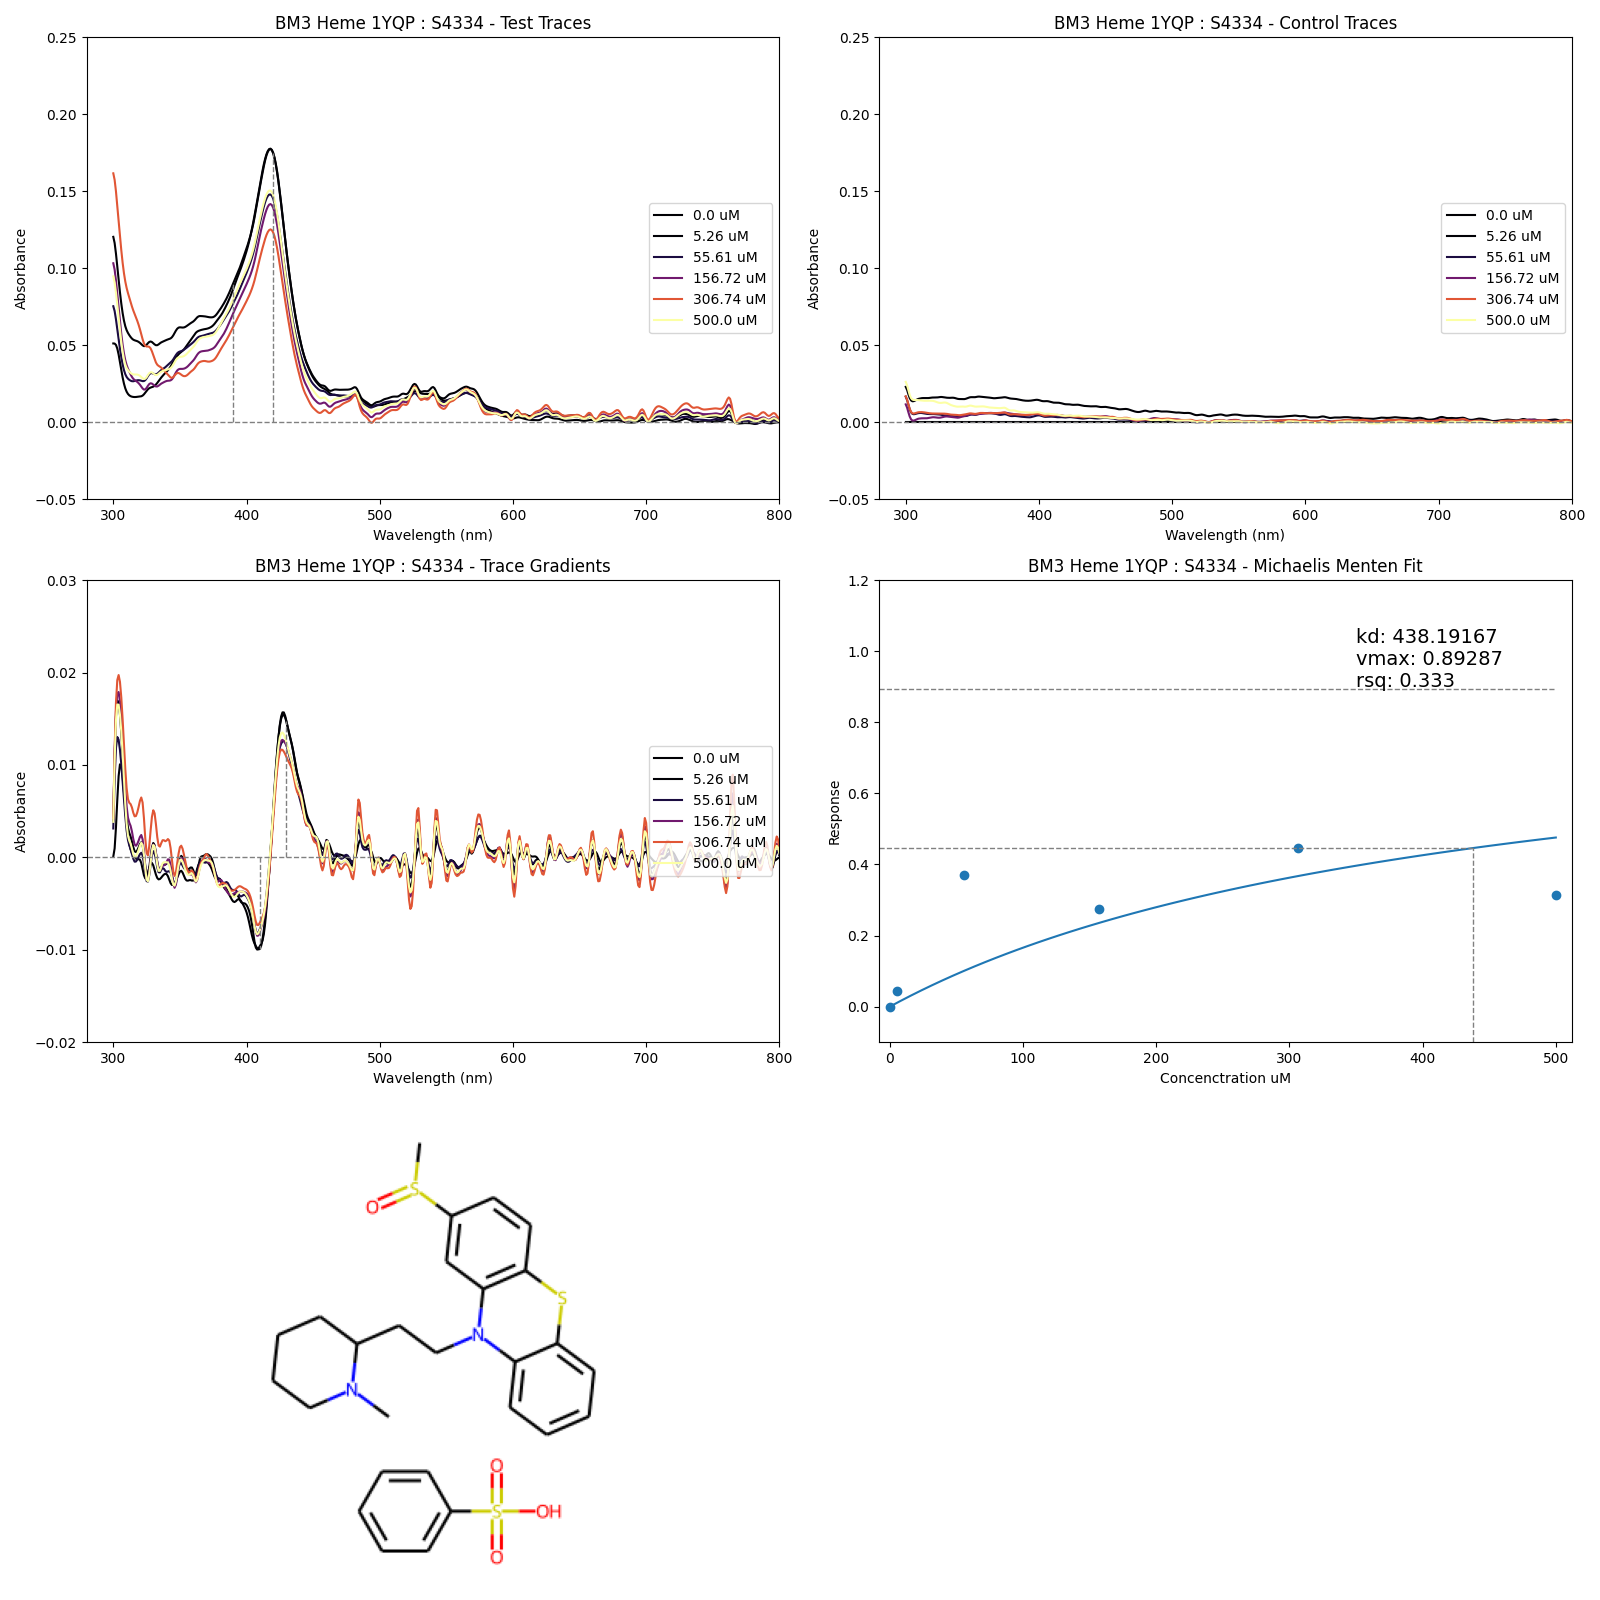 BM3 Heme 1YQP : S4334 - Test Traces
0.25
0.20
0.15
0.10
0.05
0.00
−0.05
Absorbance
300 400 500 600 700 800
Wavelength (nm)
0.0 uM
5.26 uM
55.61 uM
156.72 uM
306.74 uM
500.0 uM
BM3 Heme 1YQP : S4334 - Control Traces
0.25
0.20
0.15
0.10
0.05
0.00
−0.05
Absorbance
300 400 500 600 700 800
Wavelength (nm)
0.0 uM
5.26 uM
55.61 uM
156.72 uM
306.74 uM
500.0 uM
BM3 Heme 1YQP : S4334 - Trace Gradients
0.03
0.02
0.01
0.00
−0.01
−0.02
Absorbance
300 400 500 600 700 800
Wavelength (nm)
0.0 uM
5.26 uM
55.61 uM
156.72 uM
306.74 uM
500.0 uM
BM3 Heme 1YQP : S4334 - Michaelis Menten Fit
1.2
1.0
0.8
0.6
0.4
0.2
0.0
Response
kd: 438.19167
vmax: 0.89287
rsq: 0.333
0 100 200 300 400 500
Concenctration uM
S
O
S
N
N
O
S
OH
O